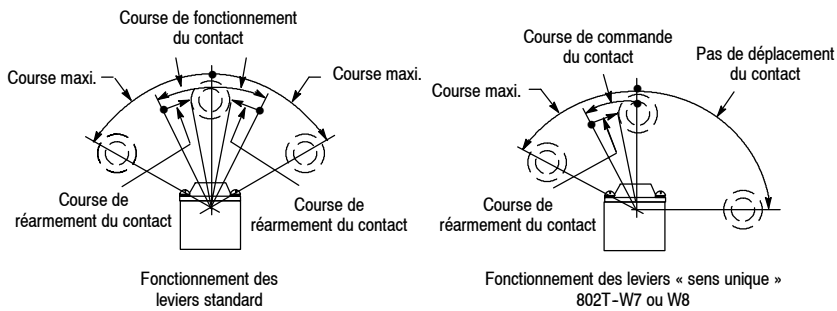 Course de fonctionnement
du contact
Course maxi.
Course maxi.
Course de
réarmement du contact
Course de
réarmement du contact
Fonctionnement des
leviers standard
Course de commande
du contact
Pas de déplacement
du contact
Course maxi.
Course de
réarmement du contact
Fonctionnement des leviers « sens unique »
802T-W7 ou W8